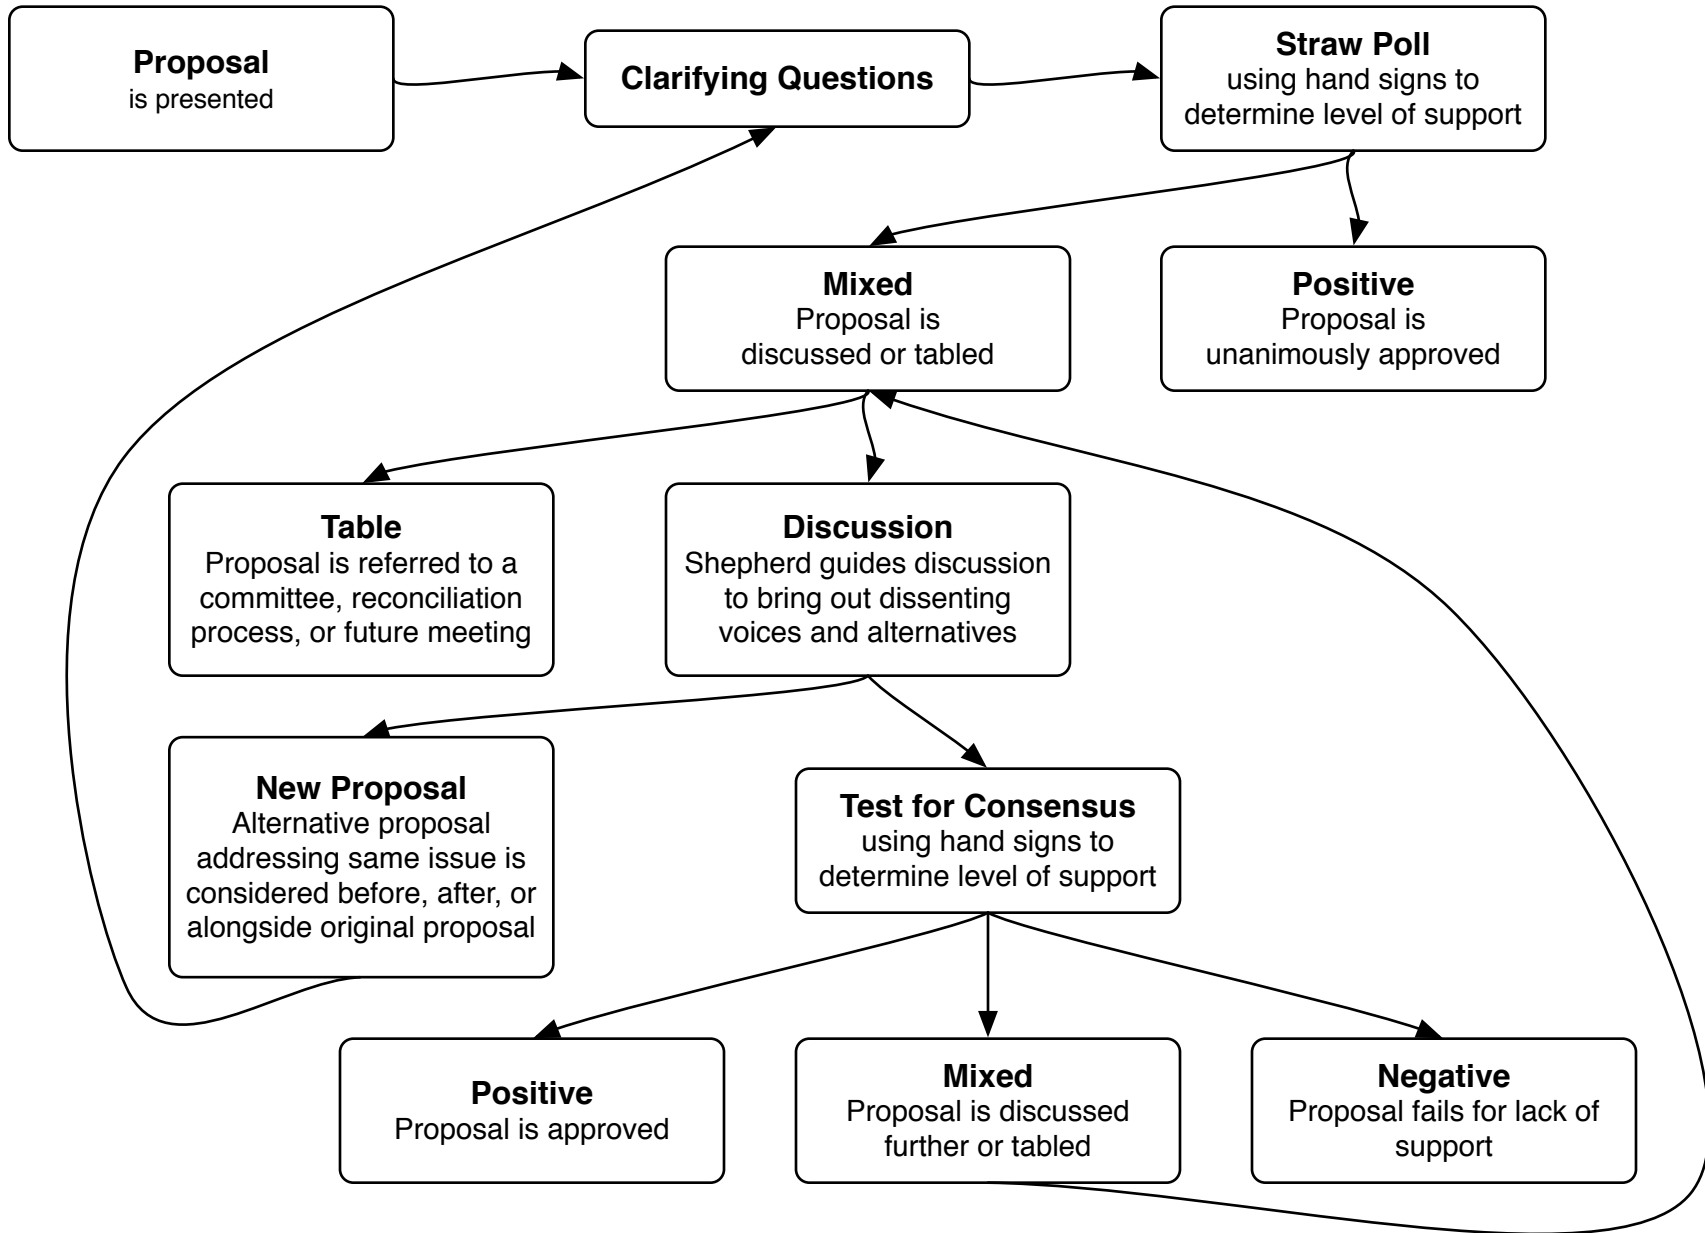 Proposal
is presented
Clarifying Questions
Straw Poll
using hand signs to
determine level of support
Mixed
Proposal is
discussed or tabled
Positive
Proposal is
unanimously approved
Table
Proposal is referred to a
committee, reconciliation
process, or future meeting
Discussion
Shepherd guides discussion
to bring out dissenting
voices and alternatives
New Proposal
Alternative proposal
addressing same issue is
considered before, after, or
alongside original proposal
Test for Consensus
using hand signs to
determine level of support
Positive
Proposal is approved
Mixed
Proposal is discussed
further or tabled
Negative
Proposal fails for lack of
support